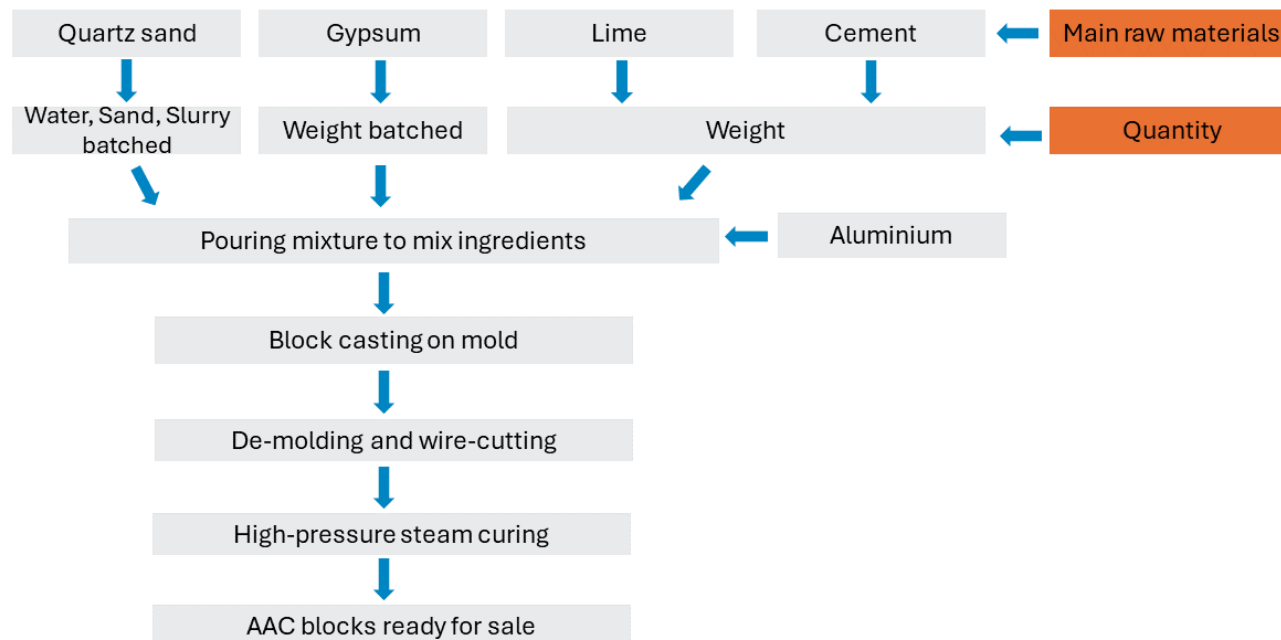 Quartz sand
Gypsum
Lime
Cement
Main raw materials
Water, Sand, Slurry
batched
Weight batched
Weight
Quantity
Pouring mixture to mix ingredients
Aluminium
Block casting on mold
De-molding and wire-cutting
High-pressure steam curing
AAC blocks ready for sale